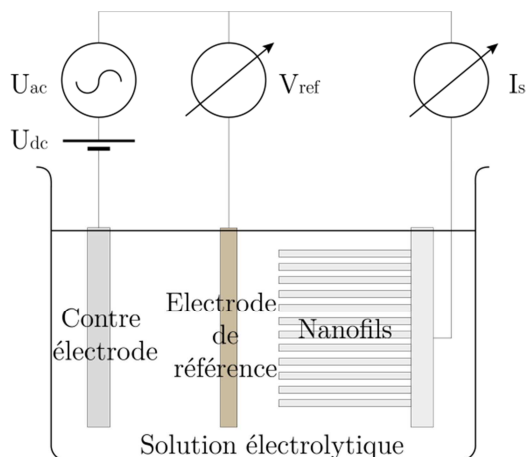 Uac
Vref
Is
Udc
Contre
électrode
Electrode
de
référence
Nanofils
Solution électrolytique